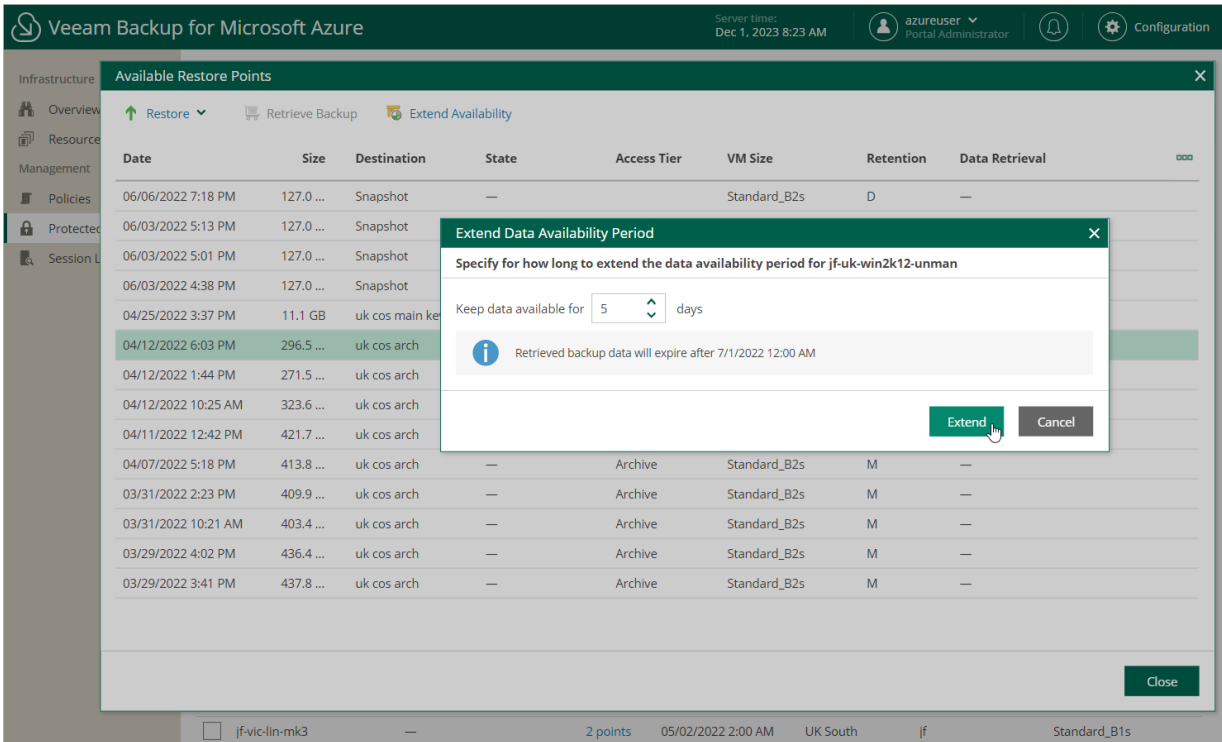 Veeam Backup for Microsoft Azure
Server time:
Dec 1, 2023 8:23 AM
azureuser
Portal Administrator
Configuration
Infrastructure
Overview
Resource
Management
Policies
Protected
Session L
Available Restore Points
Restore Retrieve Backup Extend Availability
Date Size Destination State Access Tier VM Size Retention Data Retrieval
06/06/2022 7:18 PM 127.0 ... Snapshot — Standard_B2s D —
06/03/2022 5:13 PM 127.0 ... Snapshot
06/03/2022 5:01 PM 127.0 ... Snapshot
06/03/2022 4:38 PM 127.0 ... Snapshot
04/25/2022 3:37 PM 11.1 GB uk cos main ke
04/12/2022 6:03 PM 296.5 ... uk cos arch
04/12/2022 1:44 PM 271.5 ... uk cos arch
04/12/2022 10:25 AM 323.6 ... uk cos arch
04/11/2022 12:42 PM 421.7 ... uk cos arch
04/07/2022 5:18 PM 413.8 ... uk cos arch — Archive Standard_B2s M —
03/31/2022 2:23 PM 409.9 ... uk cos arch — Archive Standard_B2s M —
03/31/2022 10:21 AM 403.4 ... uk cos arch — Archive Standard_B2s M —
03/29/2022 4:02 PM 436.4 ... uk cos arch — Archive Standard_B2s M —
03/29/2022 3:41 PM 437.8 ... uk cos arch — Archive Standard_B2s M —
Extend Data Availability Period
Specify for how long to extend the data availability period for jf-uk-win2k12-unman
Keep data available for 5 days
Retrieved backup data will expire after 7/1/2022 12:00 AM
Extend Cancel
Close
jf-vic-lin-mk3 — 2 points 05/02/2022 2:00 AM UK South jf Standard_B1s